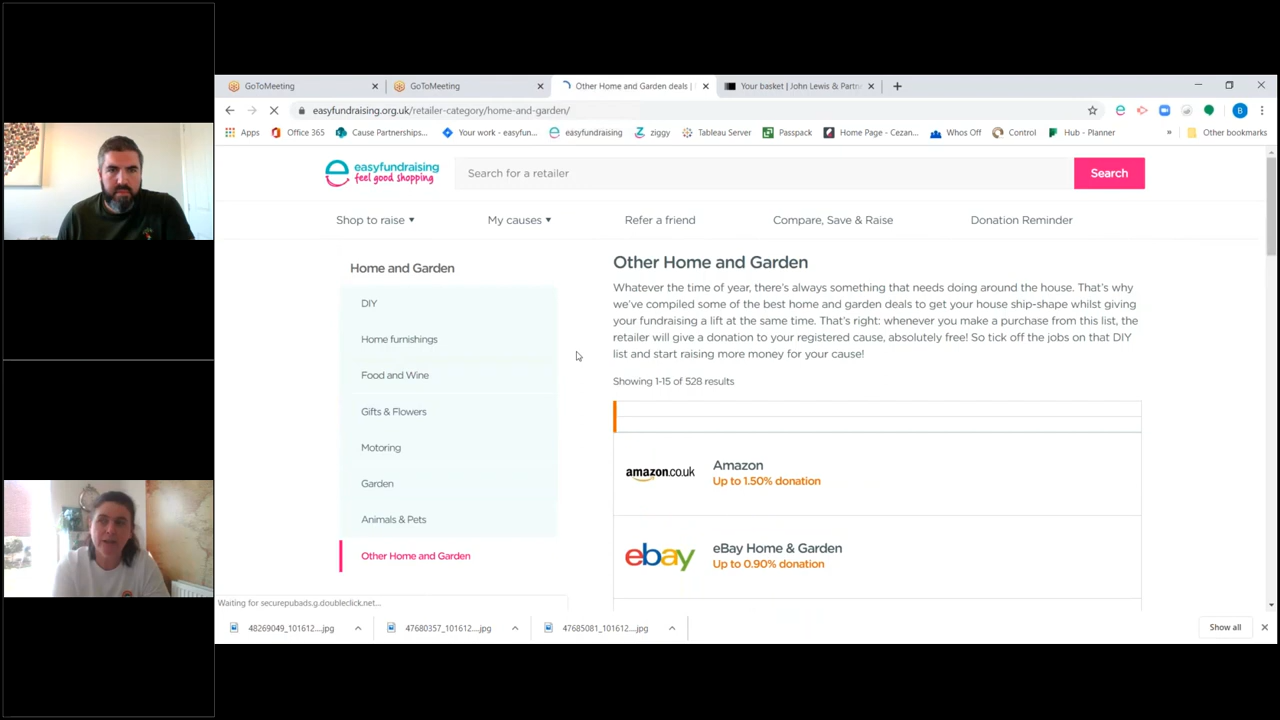 GoToMeeting
GoToMeeting
Other Home and Garden deals |
Your basket | John Lewis & Partn
easyfundraising.org.uk/retailer-category/home-and-garden/
B
Apps
Office 365
Cause Partnerships...
Your work - easyfun...
easyfundraising
ziggy
Tableau Server
Passpack
Home Page - Cezan...
Whos Off
Control
Hub - Planner
»
Other bookmarks
easyfundraising
feel good shopping
Search for a retailer
Search
Shop to raise
My causes
Refer a friend
Compare, Save & Raise
Donation Reminder
Home and Garden
DIY
Home furnishings
Food and Wine
Gifts & Flowers
Motoring
Garden
Animals & Pets
Other Home and Garden
Other Home and Garden
Whatever the time of year, there's always something that needs doing around the house. That's why
we've compiled some of the best home and garden deals to get your house ship-shape whilst giving
your fundraising a lift at the same time. That's right: whenever you make a purchase from this list, the
retailer will give a donation to your registered cause, absolutely free! So tick off the jobs on that DIY
list and start raising more money for your cause!
Showing 1-15 of 528 results
amazon.co.uk
Amazon
Up to 1.50% donation
ebay
eBay Home & Garden
Up to 0.90% donation
Waiting for securepubads.g.doubleclick.net...
48269049_101612....jpg
47680357_101612....jpg
47685081_101612....jpg
Show all